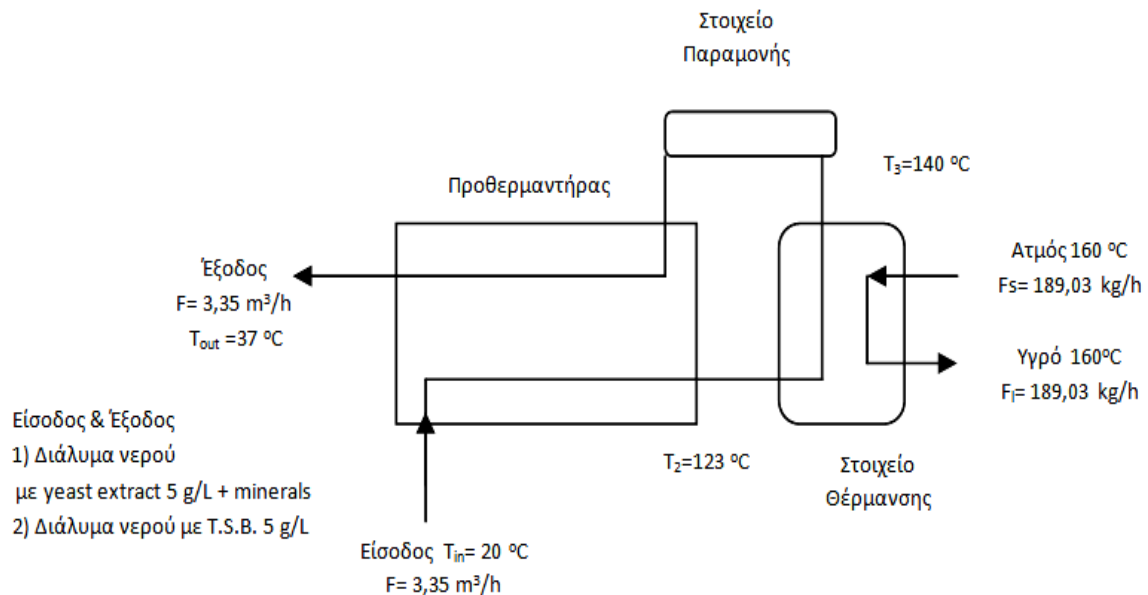 Στοιχείο
Παραμονής
T₃=140 ᴼC
Προθερμαντήρας
Έξοδος
F= 3,35 m³/h
Tout =37 ᴼC
Ατμός 160 ᴼC
Fs= 189,03 kg/h
Υγρό 160ᴼC
Fⱼ= 189,03 kg/h
Είσοδος & Έξοδος
1) Διάλυμα νερού
με yeast extract 5 g/L + minerals
2) Διάλυμα νερού με T.S.B. 5 g/L
T₂=123 ᴼC
Στοιχείο
Θέρμανσης
Είσοδος Tin= 20 ᴼC
F= 3,35 m³/h